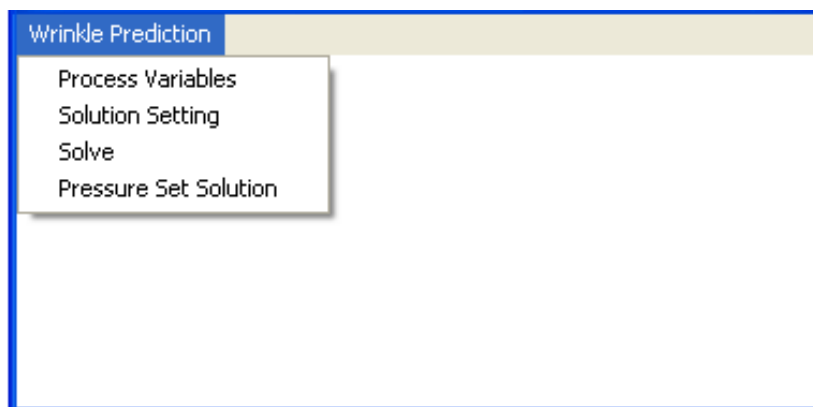 Wrinkle Prediction
Process Variables
Solution Setting
Solve
Pressure Set Solution